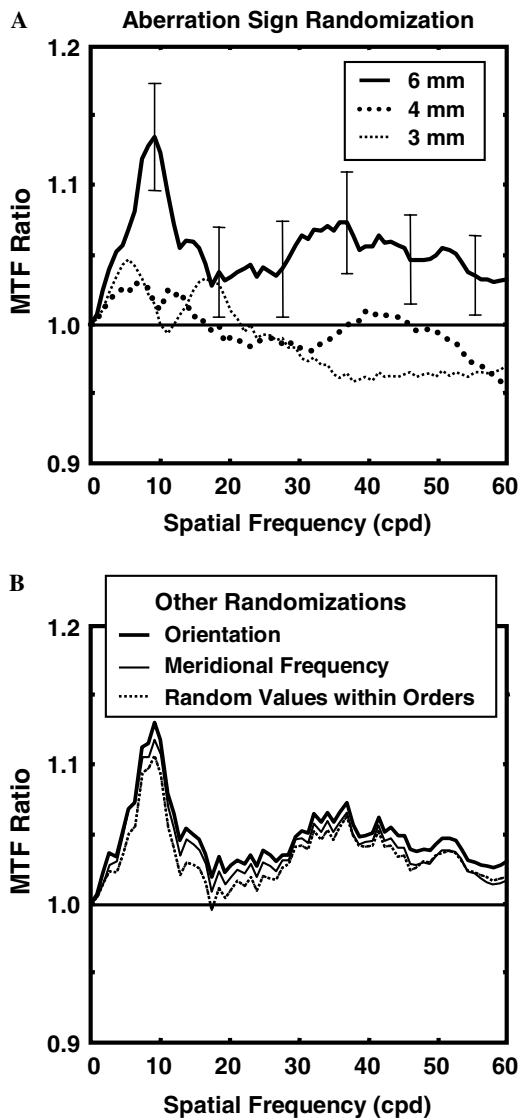 A
Aberration Sign Randomization
1.2
6 mm
4 mm
3 mm
1.1
MTF Ratio
1.0
0.9
0 10 20 30 40 50 60
Spatial Frequency (cpd)
B
1.2
Other Randomizations
Orientation
Meridional Frequency
Random Values within Orders
1.1
MTF Ratio
1.0
0.9
0 10 20 30 40 50 60
Spatial Frequency (cpd)